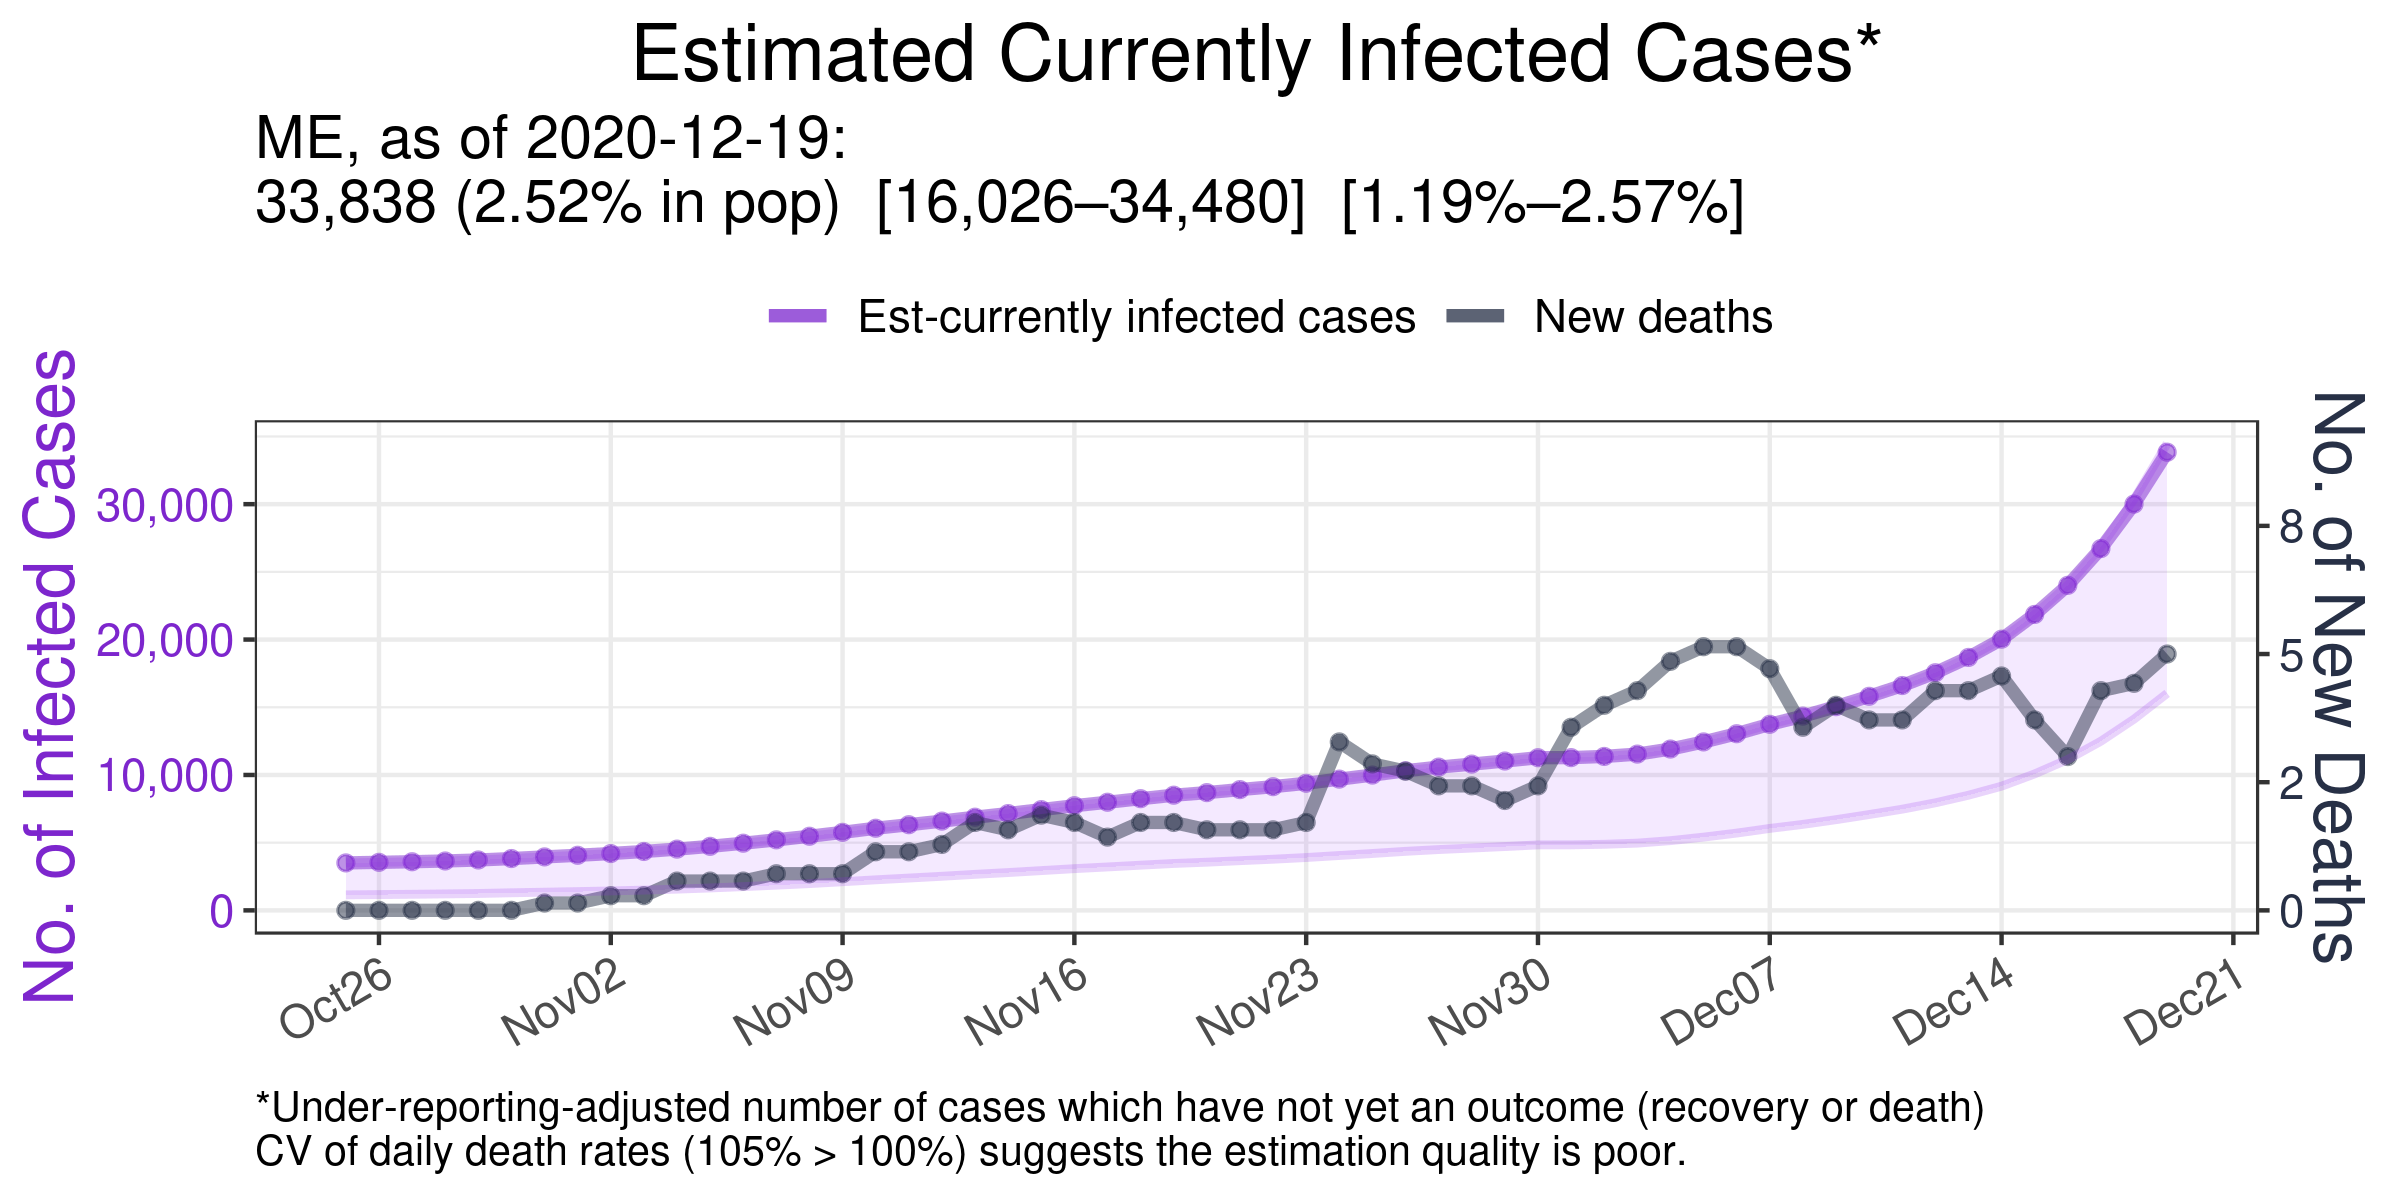 Estimated Currently Infected Cases*
ME, as of 2020-12-19:
33,838 (2.52% in pop)  [16,026–34,480]  [1.19%–2.57%]
Est-currently infected cases
New deaths
No. of Infected Cases
30,000
20,000
10,000
0
No. of New Deaths
8
5
2
0
Oct26
Nov02
Nov09
Nov16
Nov23
Nov30
Dec07
Dec14
Dec21
*Under-reporting-adjusted number of cases which have not yet an outcome (recovery or death)
CV of daily death rates (105% > 100%) suggests the estimation quality is poor.